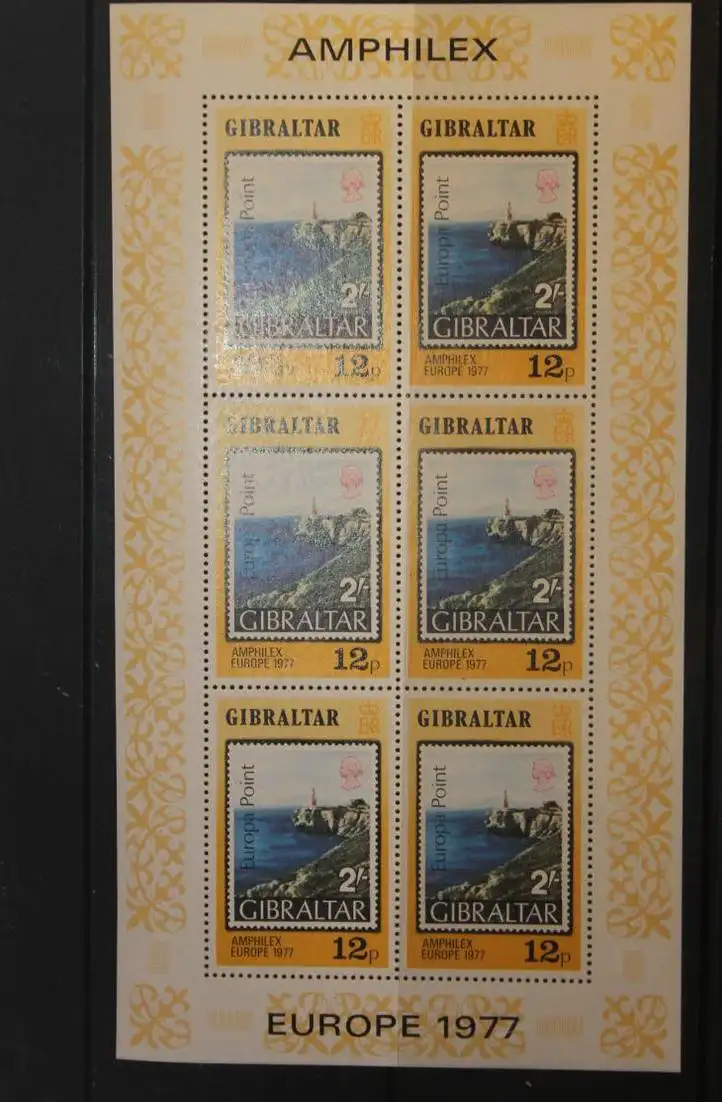 AMPHILEX
GIBRALTAR
Point
2/-
GIBRALTAR
12p
GIBRALTAR
Europa Point
2/-
GIBRALTAR
AMPHILEX
EUROPE 1977
12p
GIBRALTAR
Europa Point
2/-
GIBRALTAR
AMPHILEX
EUROPE 1977
12p
GIBRALTAR
Europa Point
2/-
GIBRALTAR
AMPHILEX
EUROPE 1977
12p
GIBRALTAR
Europa Point
2/-
GIBRALTAR
AMPHILEX
EUROPE 1977
12p
GIBRALTAR
Europa Point
2/-
GIBRALTAR
AMPHILEX
EUROPE 1977
12p
EUROPE 1977